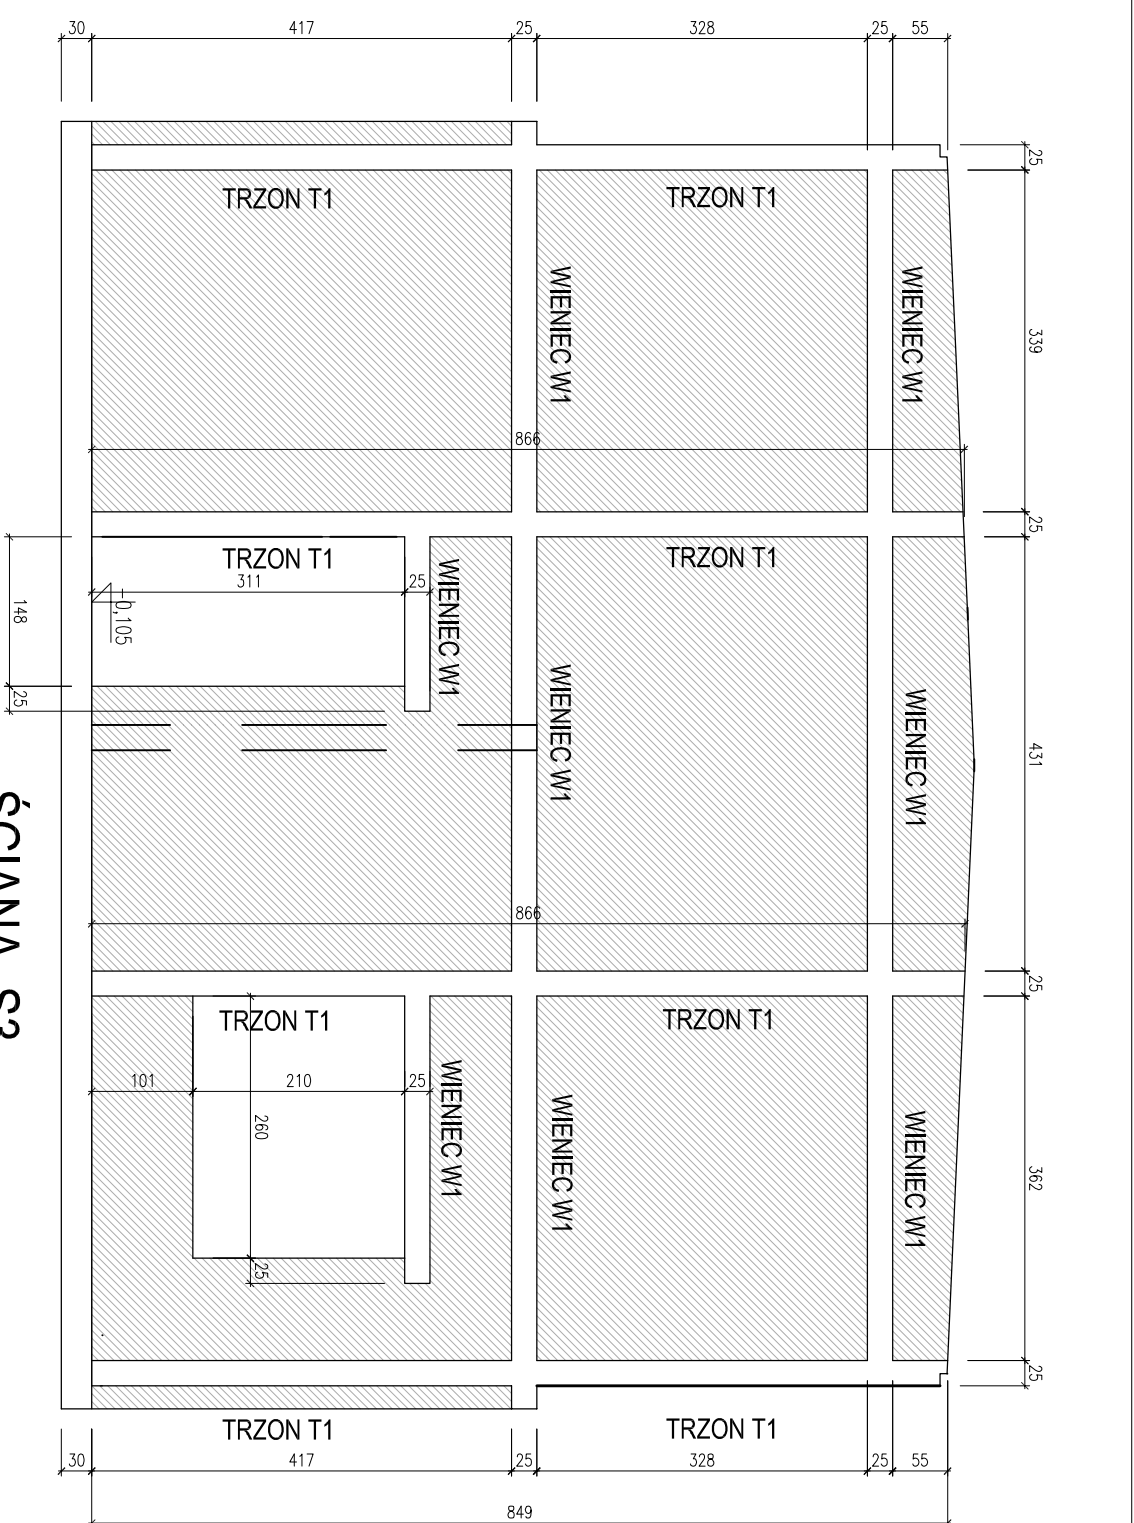 30
417
25
328
25
55
25
TRZON T1
TRZON T1
WIENIEC W1
WIENIEC W1
339
866
25
TRZON T1
TRZON T1
311
25
WIENIEC W1
-0,105
148
25
WIENIEC W1
WIENIEC W1
431
866
25
ŚCIANA S3
TRZON T1
TRZON T1
101
210
25
260
25
WIENIEC W1
WIENIEC W1
WIENIEC W1
362
25
TRZON T1
TRZON T1
30
417
25
328
25
55
849